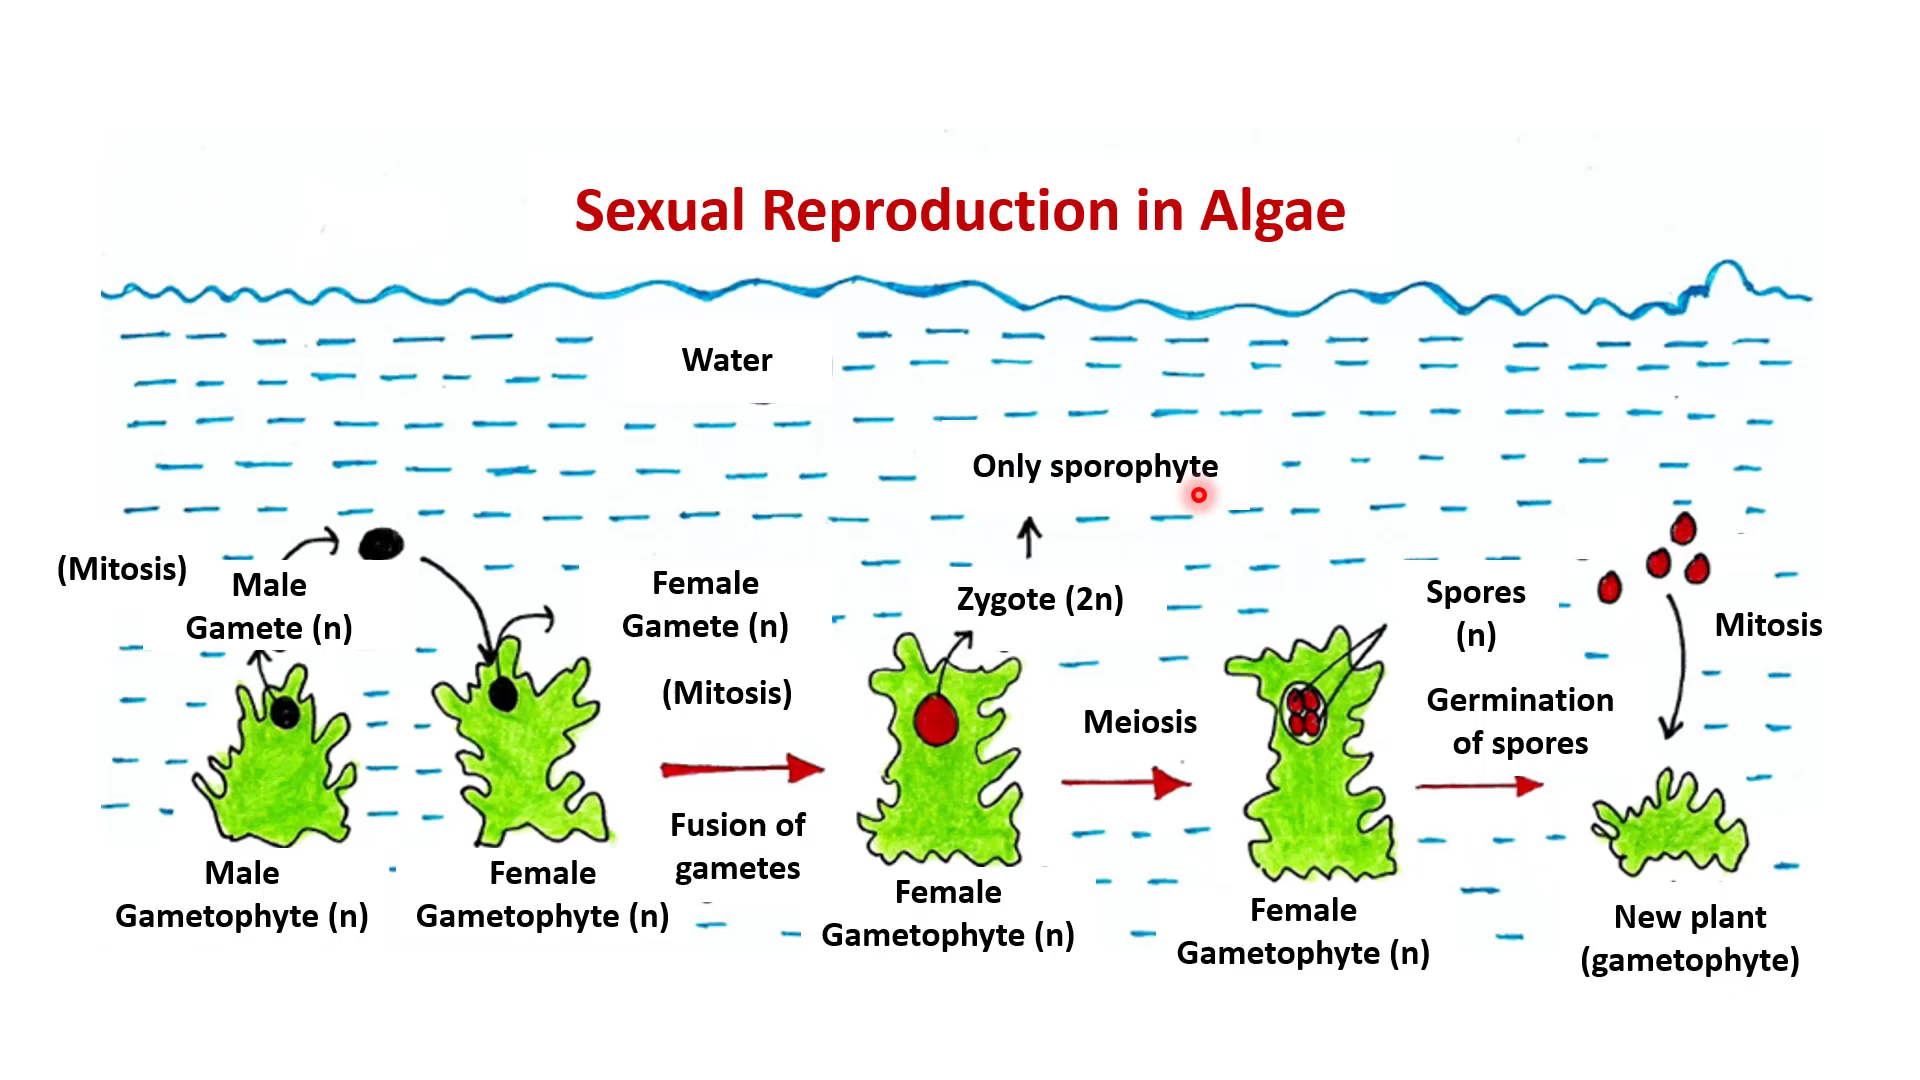 Sexual Reproduction in Algae
Water
Only sporophyte
(Mitosis)
Male
Gamete (n)
Female
Gamete (n)
(Mitosis)
Zygote (2n)
Spores
(n)
Mitosis
Meiosis
Germination
of spores
Fusion of
gametes
Male
Gametophyte (n)
Female
Gametophyte (n)
Female
Gametophyte (n)
Female
Gametophyte (n)
New plant
(gametophyte)